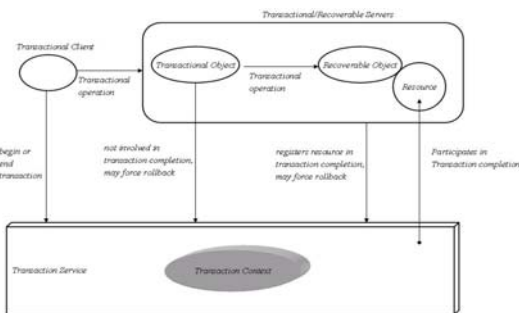 Transactional/Recoverable Servers
Transactional Client
Transactional Object
Recoverable Object
Transactional
operation
Transactional
operation
Resource
begin or
end
transaction
not involved in
transaction completion,
may force rollback
registers resource in
transaction completion,
may force rollback
Participates in
Transaction completion
Transaction Service
Transaction Context